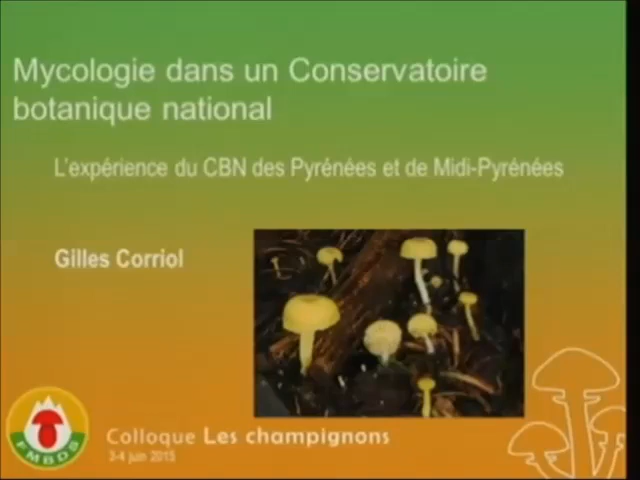 Mycologie dans un Conservatoire
botanique national
L'expérience du CBN des Pyrénées et de Midi-Pyrénées
Gilles Corriol
FMBDS
Colloque Les champignons
3-4 juin 2015